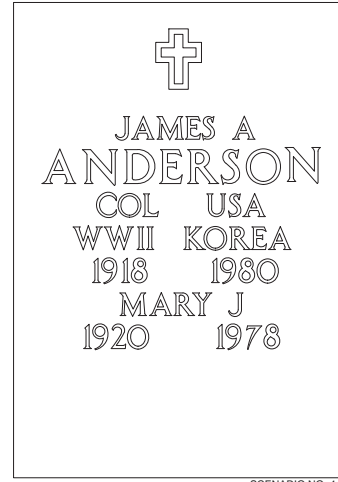 JAMES A
ANDERSON
COL USA
WWII KOREA
1918 1980
MARY J
1920 1978